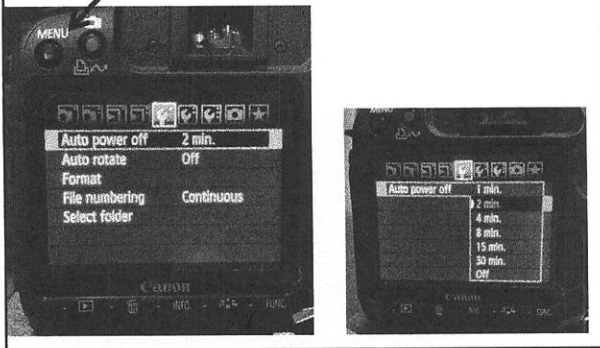 MENU
Auto power off 2 min.
Auto rotate Off
Format
File numbering Continuous
Select folder
Canon
INFO. FUNC.
MENU
Auto power off 1 min.
2 min.
4 min.
8 min.
15 min.
30 min.
Off
Canon